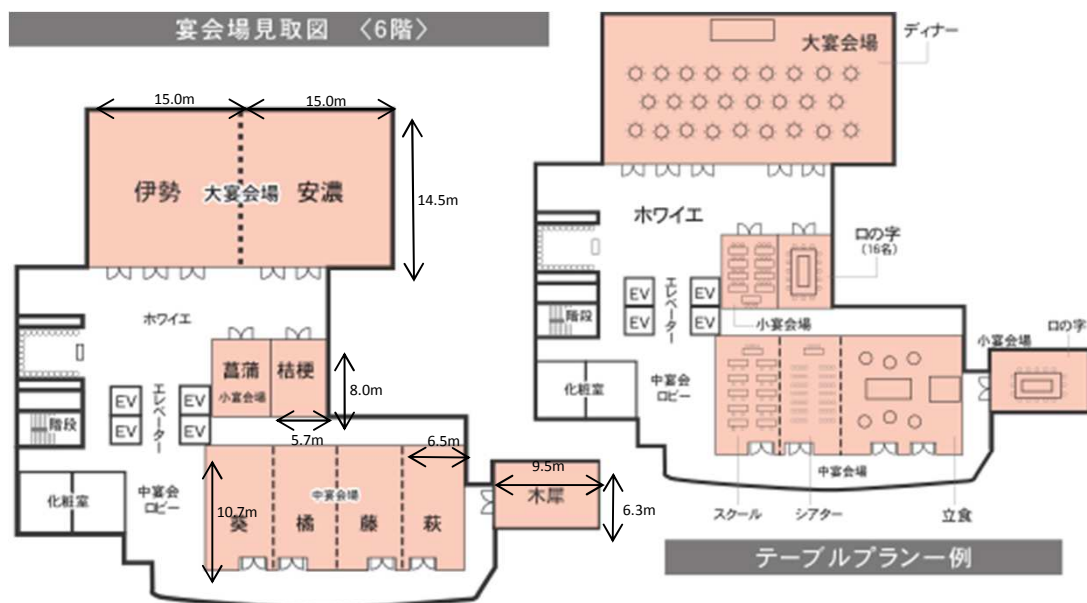 宴会場見取図 〈6階〉
15.0m
15.0m
伊勢
大宴会場
安濃
14.5m
ホワイエ
菖蒲
桔梗
小宴会場
8.0m
5.7m
EV
EV
EV
EV
エレベーター
階段
化粧室
中宴会
ロビー
6.5m
中宴会場
10.7m
葵
橘
藤
萩
9.5m
木犀
6.3m
大宴会場
ディナー
ホワイエ
ロの字
(16名)
EV
EV
EV
EV
エレベーター
階段
小宴会場
化粧室
中宴会
ロビー
小宴会場
ロの字
中宴会場
スクール
シアター
立食
テーブルプラン一例